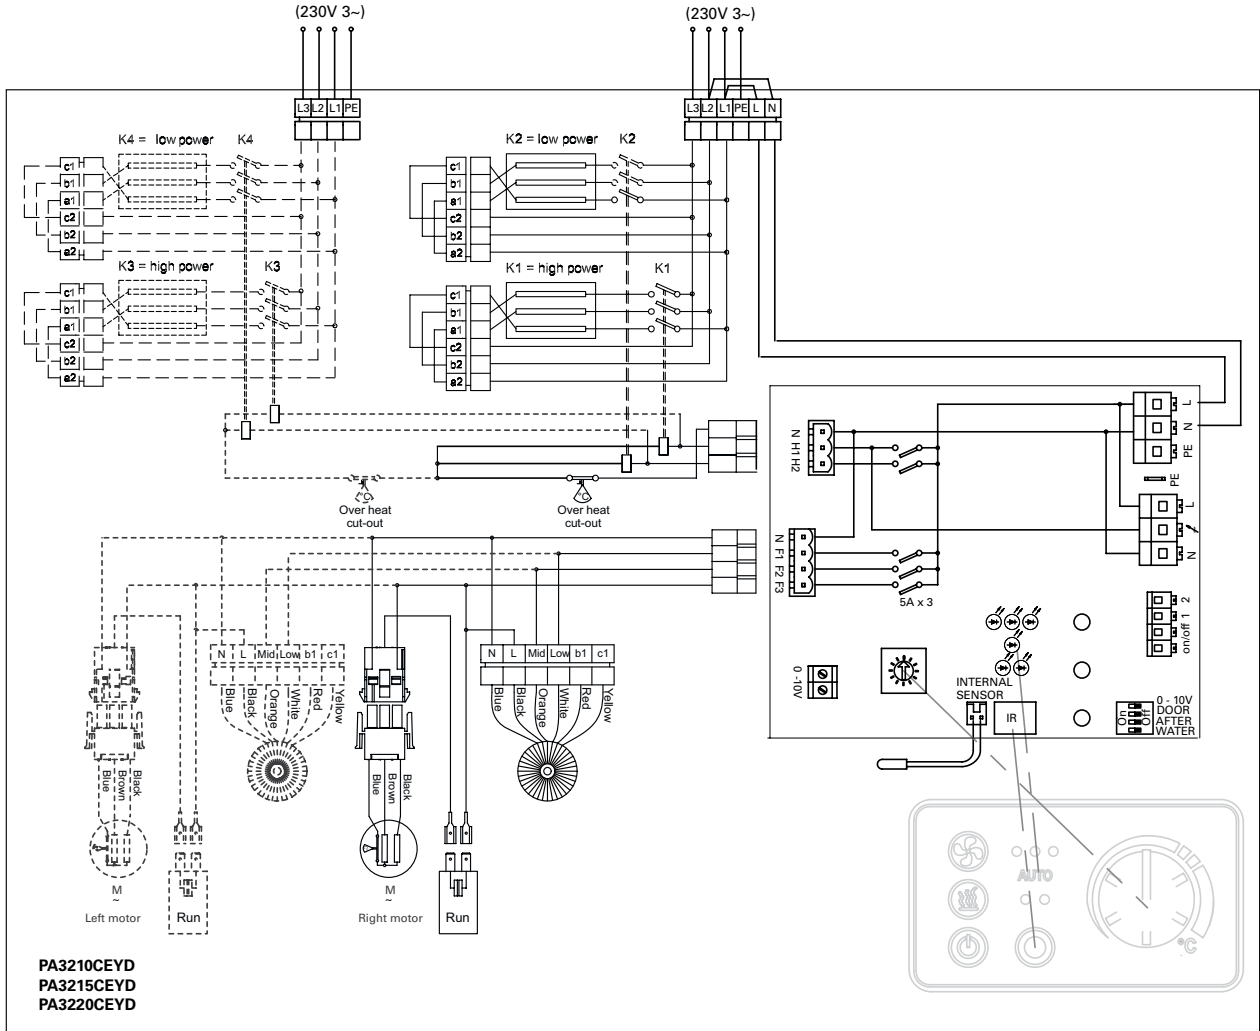 (230V 3~)
(230V 3~)
L3 L2 L1 PE
L3 L2 L1 PE L N
K4 = low power K4
K2 = low power K2
c1
b1
a1
c2
b2
a2
c1
b1
a1
c2
b2
a2
K3 = high power K3
K1 = high power K1
c1
b1
a1
c2
b2
a2
c1
b1
a1
c2
b2
a2
°C
Over heat
cut-out
°C
Over heat
cut-out
N H1 H2
L
N
PE
PE
L
N
N F1 F2 F3
5A x 3
2
1
on/off
0 -10V
INTERNAL
SENSOR
IR
On Off
0 - 10V
DOOR
AFTER
WATER
N L Mid Low b1 c1
Blue
Black
Orange
White
Red
Yellow
N L Mid Low b1 c1
Blue
Black
Orange
White
Red
Yellow
Blue
Brown
Black
Blue
Brown
Black
M
~
Left motor
Run
M
~
Right motor
Run
AUTO
°C
PA3210CEYD
PA3215CEYD
PA3220CEYD